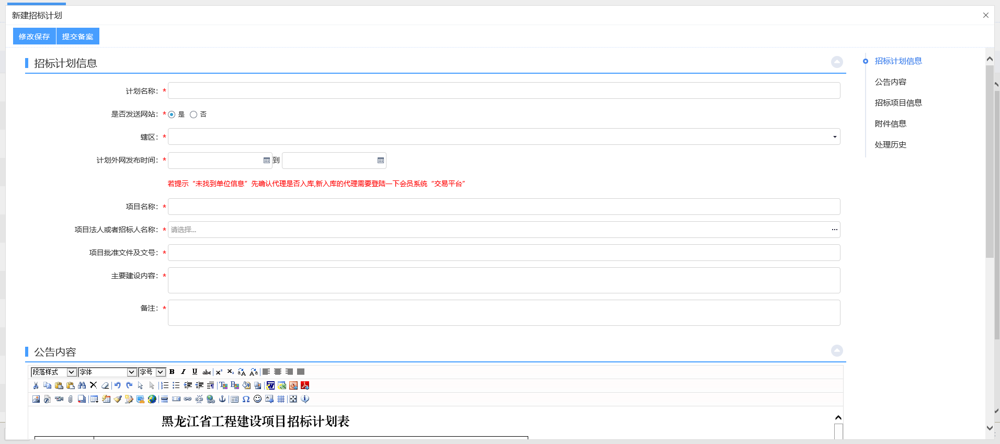 新建招标计划
修改保存 提交备案
招标计划信息
计划名称：*
是否发送网站：* 是 否
辖区：*
计划外网发布时间：* 到
若提示“未找到单位信息”先确认代理是否入库,新入库的代理需要登陆一下会员系统“交易平台”
项目名称：*
项目法人或者招标人名称：* 请选择...
项目批准文件及文号：*
主要建设内容：*
备注：*
招标计划信息
公告内容
招标项目信息
附件信息
处理历史
公告内容
段落样式 字体 字号 B I U abc
黑龙江省工程建设项目招标计划表